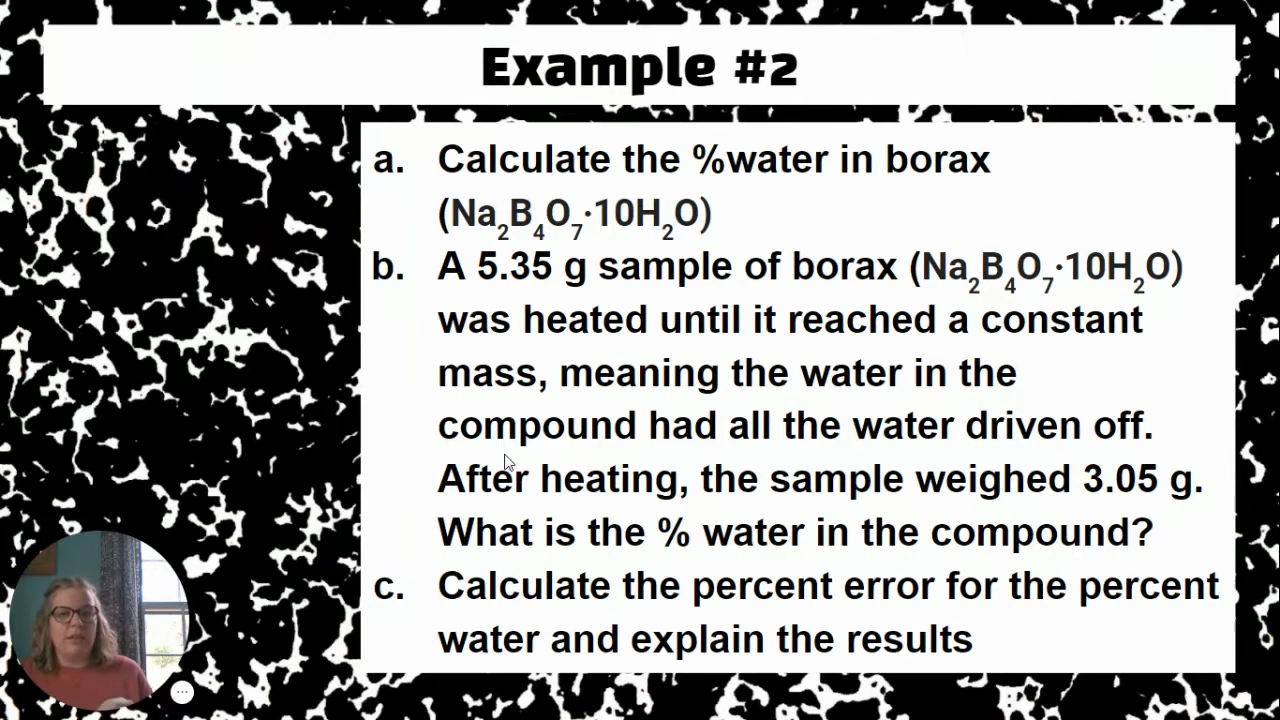 Example #2
a. Calculate the %water in borax
(Na₂B₄O₇·10H₂O)
b. A 5.35 g sample of borax (Na₂B₄O₇·10H₂O)
was heated until it reached a constant
mass, meaning the water in the
compound had all the water driven off.
After heating, the sample weighed 3.05 g.
What is the % water in the compound?
c. Calculate the percent error for the percent
water and explain the results